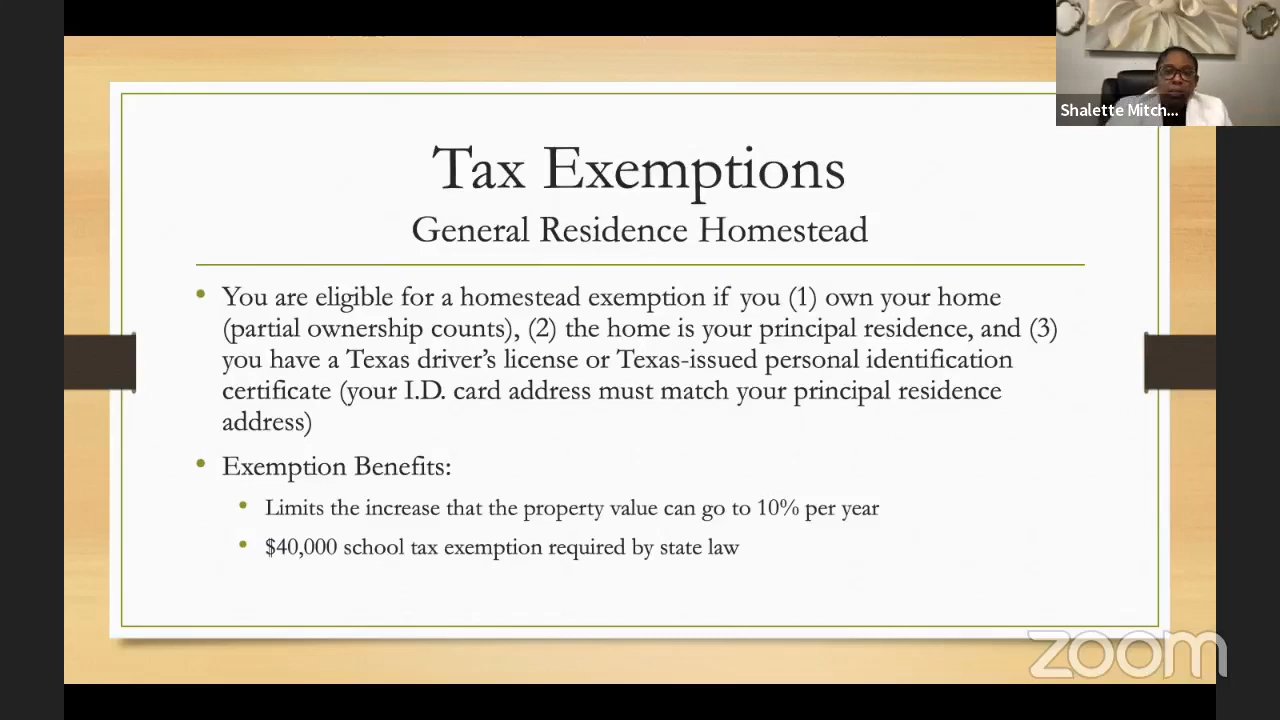 Shalette Mitch...
Tax Exemptions
General Residence Homestead
• You are eligible for a homestead exemption if you (1) own your home
(partial ownership counts), (2) the home is your principal residence, and (3)
you have a Texas driver’s license or Texas-issued personal identification
certificate (your I.D. card address must match your principal residence
address)
• Exemption Benefits:
• Limits the increase that the property value can go to 10% per year
• $40,000 school tax exemption required by state law
zoom